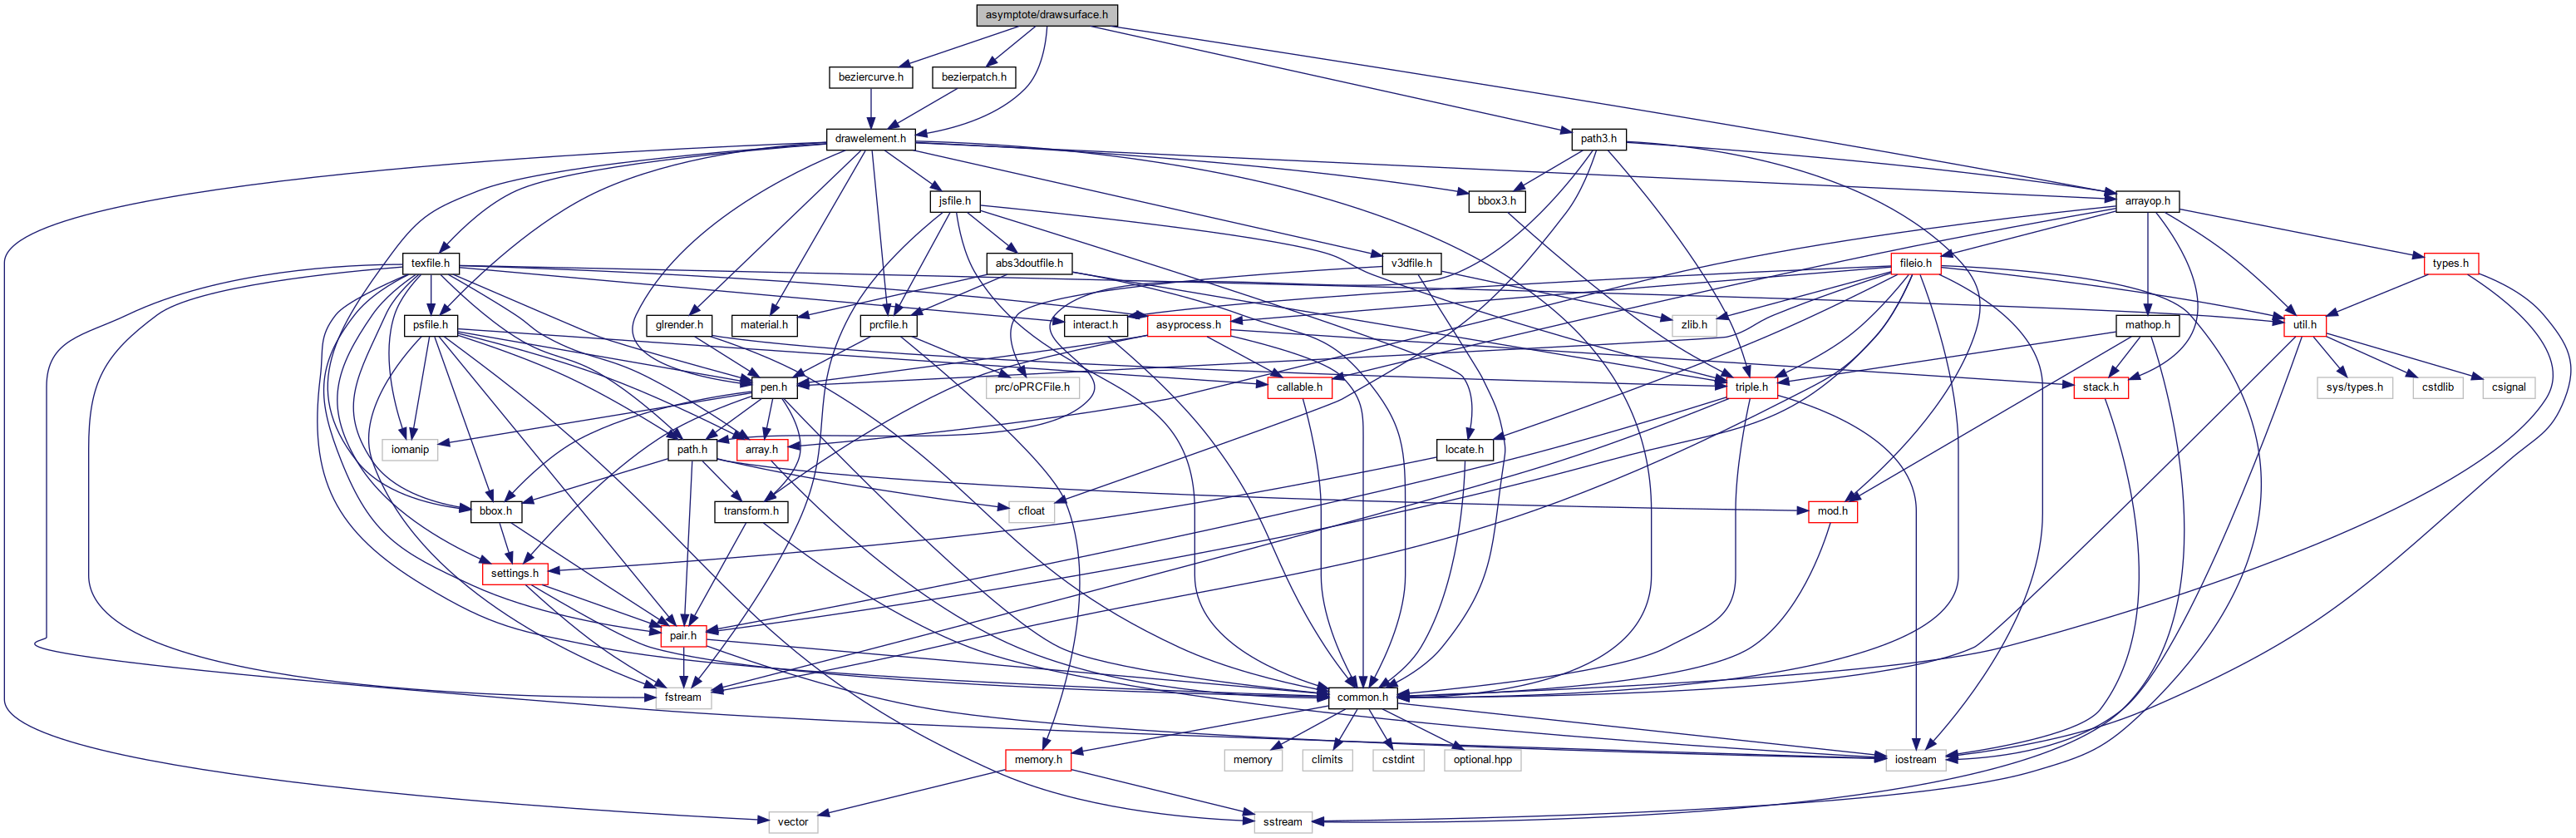 asymptote/drawsurface.h
beziercurve.h
bezierpatch.h
drawelement.h
path3.h
jsfile.h
bbox3.h
arrayop.h
texfile.h
abs3doutfile.h
v3dfile.h
fileio.h
types.h
psfile.h
glrender.h
material.h
prcfile.h
interact.h
asyprocess.h
zlib.h
mathop.h
util.h
pen.h
prc/oPRCFile.h
callable.h
triple.h
stack.h
sys/types.h
cstdlib
csignal
iomanip
path.h
array.h
locate.h
bbox.h
transform.h
cfloat
mod.h
settings.h
pair.h
fstream
common.h
memory.h
memory
climits
cstdint
optional.hpp
iostream
vector
sstream